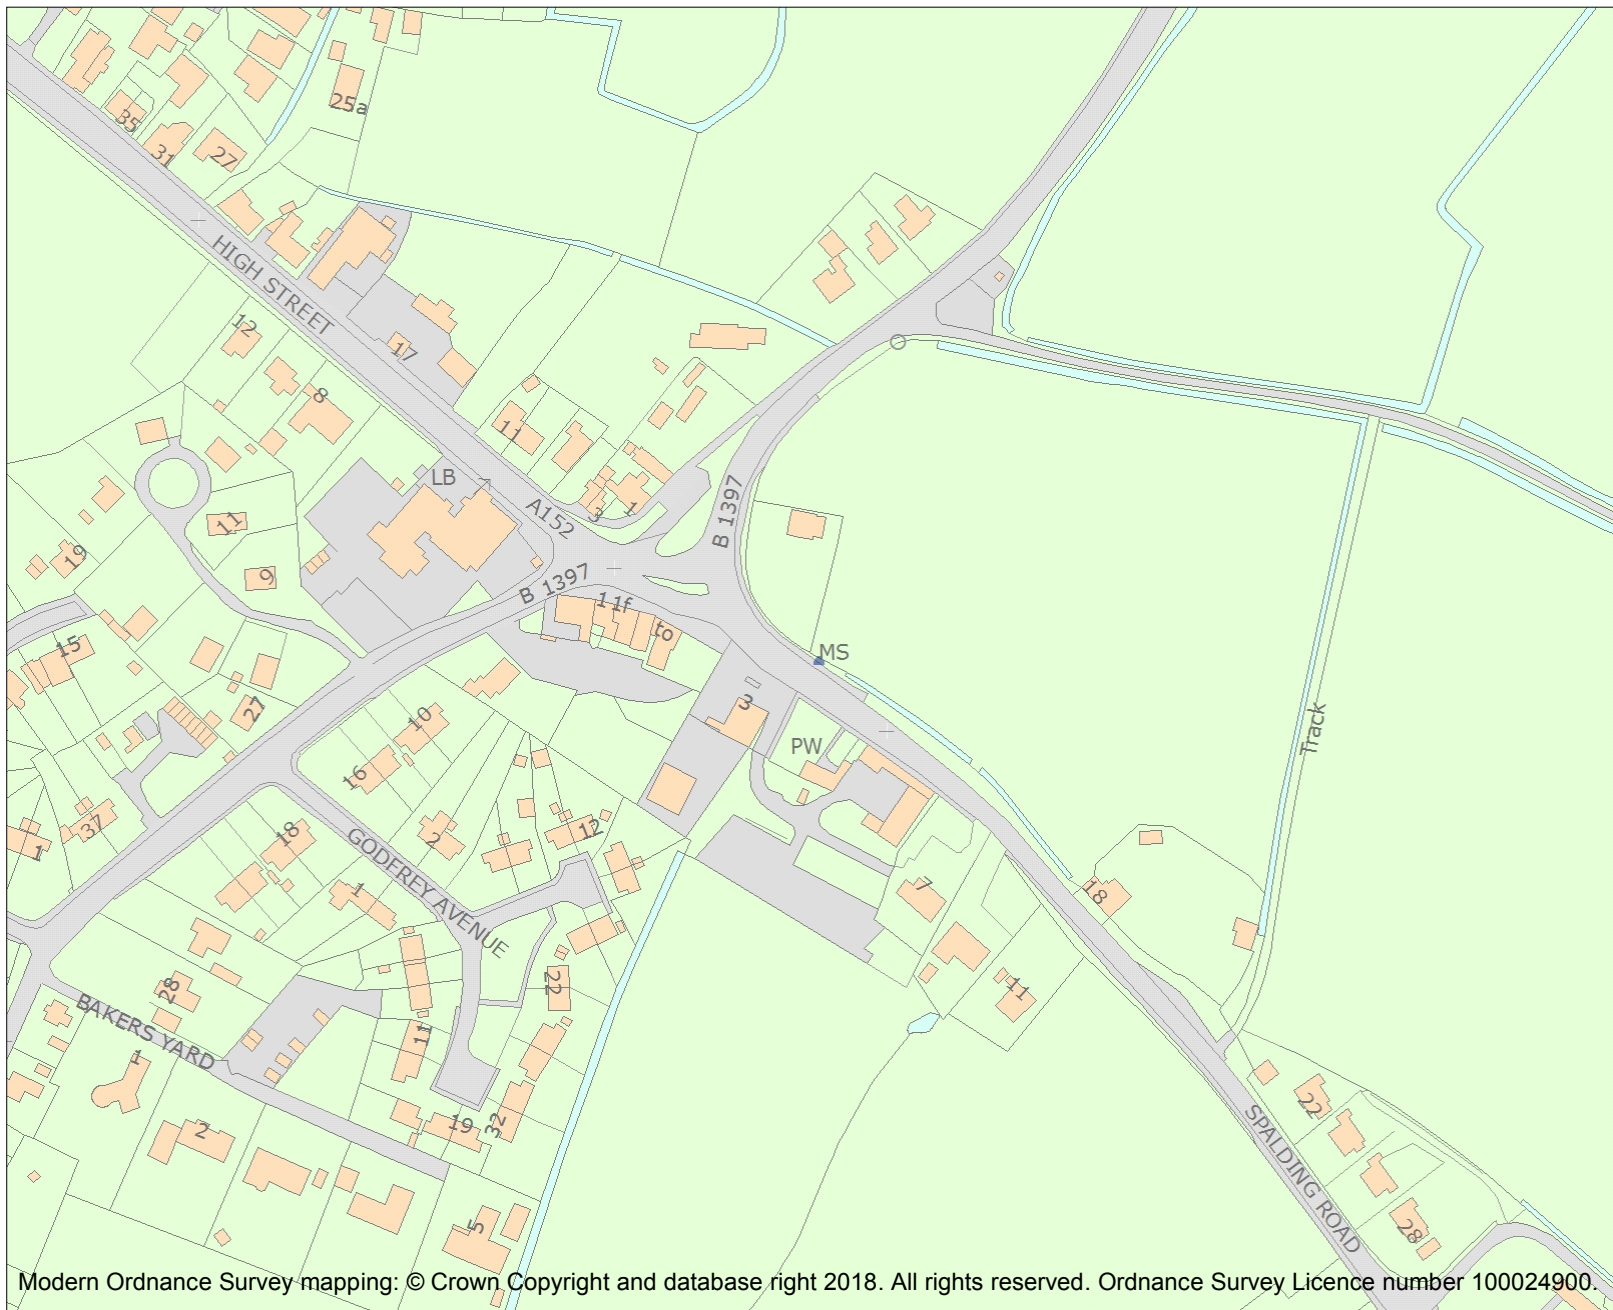 25a
35
31
27
HIGH STREET
12
17
8
11
LB
A152
3
1
B 1397
11
19
9
B 1397
1 1f
to
15
MS
3
27
10
PW
Track
16
37
18
2
12
1
GODFREY AVENUE
1
7
18
28
22
11
BAKERS YARD
11
1
2
19
32
22
SPALDING ROAD
5
28
Modern Ordnance Survey mapping: © Crown Copyright and database right 2018. All rights reserved. Ordnance Survey Licence number 100024900.